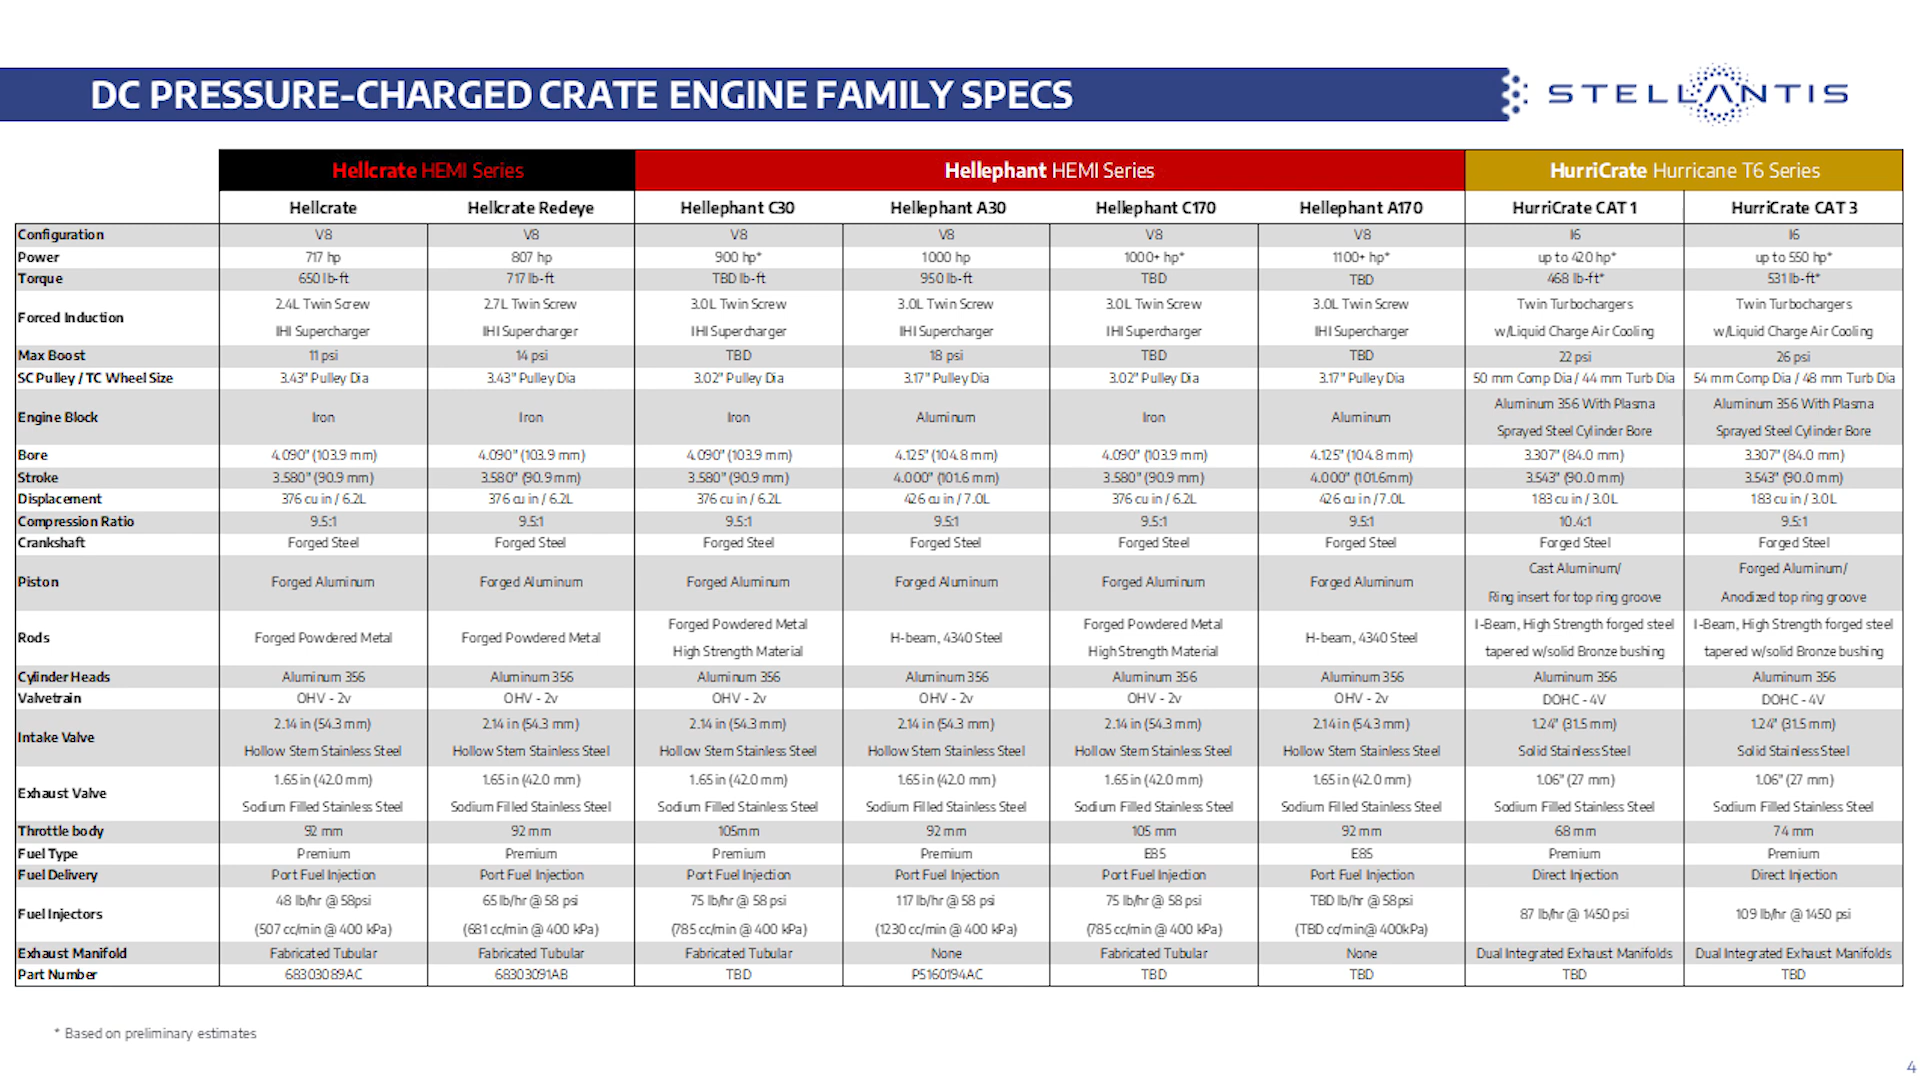 DC PRESSURE-CHARGED CRATE ENGINE FAMILY SPECS
STELLANTIS
Hellcrate HEMI Series Hellephant HEMI Series HurriCrate Hurricane T6 Series
Hellcrate Hellcrate Redeye Hellephant C30 Hellephant A30 Hellephant C170 Hellephant A170 HurriCrate CAT 1 HurriCrate CAT 3
Configuration V8 V8 V8 V8 V8 V8 I6 I6
Power 717 hp 807 hp 900 hp* 1000 hp 1000+ hp* 1100+ hp* up to 420 hp* up to 550 hp*
Torque 650 lb-ft 717 lb-ft TBD lb-ft 950 lb-ft TBD TBD 468 lb-ft* 531 lb-ft*
Forced Induction
2.4L Twin Screw 2.7L Twin Screw 3.0L Twin Screw 3.0L Twin Screw 3.0L Twin Screw 3.0L Twin Screw Twin Turbochargers Twin Turbochargers
IHI Supercharger IHI Supercharger IHI Supercharger IHI Supercharger IHI Supercharger IHI Supercharger w/Liquid Charge Air Cooling w/Liquid Charge Air Cooling
Max Boost 11 psi 14 psi TBD 18 psi TBD TBD 22 psi 26 psi
SC Pulley / TC Wheel Size 3.43" Pulley Dia 3.43" Pulley Dia 3.02" Pulley Dia 3.17" Pulley Dia 3.02" Pulley Dia 3.17" Pulley Dia 50 mm Comp Dia / 44 mm Turb Dia 54 mm Comp Dia / 48 mm Turb Dia
Aluminum 356 With Plasma Aluminum 356 With Plasma
Engine Block Iron Iron Iron Aluminum Iron Aluminum
Sprayed Steel Cylinder Bore Sprayed Steel Cylinder Bore
Bore 4.090" (103.9 mm) 4.090" (103.9 mm) 4.090" (103.9 mm) 4.125" (104.8 mm) 4.090" (103.9 mm) 4.125" (104.8 mm) 3.307" (84.0 mm) 3.307" (84.0 mm)
Stroke 3.580" (90.9 mm) 3.580" (90.9 mm) 3.580" (90.9 mm) 4.000" (101.6 mm) 3.580" (90.9 mm) 4.000" (101.6mm) 3.543" (90.0 mm) 3.543" (90.0 mm)
Displacement 376 cu in / 6.2L 376 cu in / 6.2L 376 cu in / 6.2L 426 cu in / 7.0L 376 cu in / 6.2L 426 cu in /7.0L 183 cu in / 3.0L 183 cu in / 3.0L
Compression Ratio 9.5:1 9.5:1 9.5:1 9.5:1 9.5:1 9.5:1 10.4:1 9.5:1
Crankshaft Forged Steel Forged Steel Forged Steel Forged Steel Forged Steel Forged Steel Forged Steel Forged Steel
Cast Aluminum/ Forged Aluminum/
Piston Forged Aluminum Forged Aluminum Forged Aluminum Forged Aluminum Forged Aluminum Forged Aluminum
Ring insert for top ring groove Anodized top ring groove
Forged Powdered Metal Forged Powdered Metal I-Beam, High Strength forged steel I-Beam, High Strength forged steel
Rods Forged Powdered Metal Forged Powdered Metal H-beam, 4340 Steel H-beam, 4340 Steel
High Strength Material High Strength Material tapered w/solid Bronze bushing tapered w/solid Bronze bushing
Cylinder Heads Aluminum 356 Aluminum 356 Aluminum 356 Aluminum 356 Aluminum 356 Aluminum 356 Aluminum 356 Aluminum 356
Valvetrain OHV - 2v OHV - 2v OHV - 2v OHV - 2v OHV - 2v OHV - 2v DOHC - 4V DOHC - 4V
Intake Valve
2.14 in (54.3 mm) 2.14 in (54.3 mm) 2.14 in (54.3 mm) 2.14 in (54.3 mm) 2.14 in (54.3 mm) 2.14 in (54.3 mm) 1.24" (31.5 mm) 1.24" (31.5 mm)
Hollow Stem Stainless Steel Hollow Stem Stainless Steel Hollow Stem Stainless Steel Hollow Stem Stainless Steel Hollow Stem Stainless Steel Hollow Stem Stainless Steel Solid Stainless Steel Solid Stainless Steel
Exhaust Valve
1.65 in (42.0 mm) 1.65 in (42.0 mm) 1.65 in (42.0 mm) 1.65 in (42.0 mm) 1.65 in (42.0 mm) 1.65 in (42.0 mm) 1.06" (27 mm) 1.06" (27 mm)
Sodium Filled Stainless Steel Sodium Filled Stainless Steel Sodium Filled Stainless Steel Sodium Filled Stainless Steel Sodium Filled Stainless Steel Sodium Filled Stainless Steel Sodium Filled Stainless Steel Sodium Filled Stainless Steel
Throttle body 92 mm 92 mm 105mm 92 mm 105 mm 92 mm 68 mm 74 mm
Fuel Type Premium Premium Premium Premium E85 E85 Premium Premium
Fuel Delivery Port Fuel Injection Port Fuel Injection Port Fuel Injection Port Fuel Injection Port Fuel Injection Port Fuel Injection Direct Injection Direct Injection
48 lb/hr @ 58psi 65 lb/hr @ 58 psi 75 lb/hr @ 58 psi 117 lb/hr @ 58 psi 75 lb/hr @ 58 psi TBD lb/hr @ 58psi
Fuel Injectors 87 lb/hr @ 1450 psi 109 lb/hr @ 1450 psi
(507 cc/min @ 400 kPa) (681 cc/min @ 400 kPa) (785 cc/min @ 400 kPa) (1230 cc/min @ 400 kPa) (785 cc/min @ 400 kPa) (TBD cc/min@ 400kPa)
Exhaust Manifold Fabricated Tubular Fabricated Tubular Fabricated Tubular None Fabricated Tubular None Dual Integrated Exhaust Manifolds Dual Integrated Exhaust Manifolds
Part Number 68303089AC 68303091AB TBD P5160194AC TBD TBD TBD TBD
* Based on preliminary estimates
4